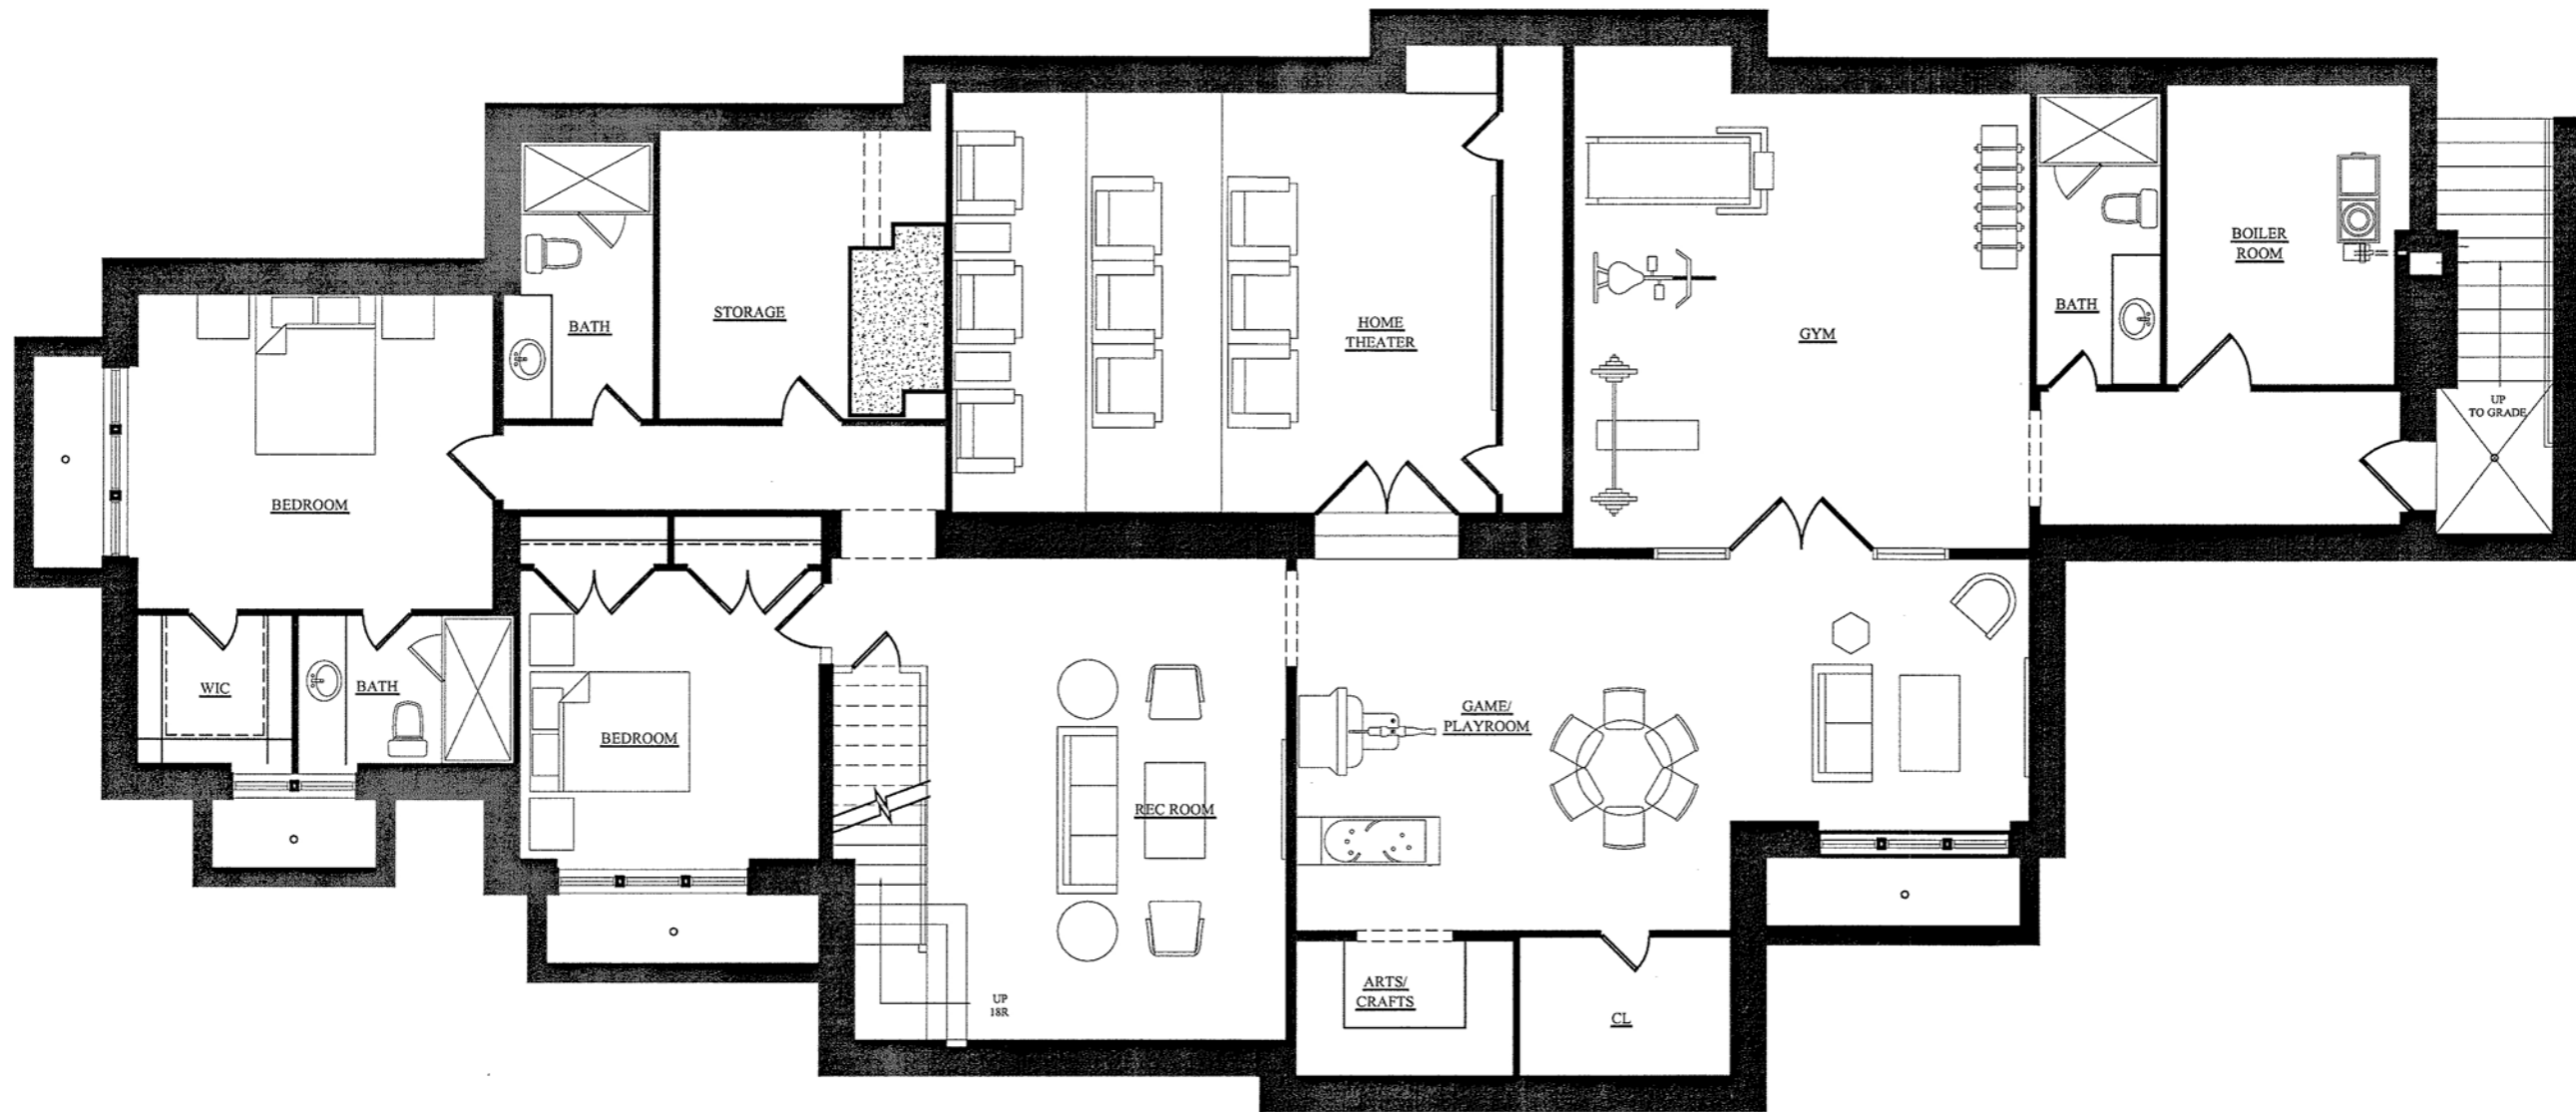 BOILER
ROOM
BATH
STORAGE
BATH
HOME
THEATER
GYM
UP
TO GRADE
BEDROOM
WIC
BATH
BEDROOM
GAME/
PLAYROOM
REC ROOM
ARTS/
CRAFTS
UP
18R
CL